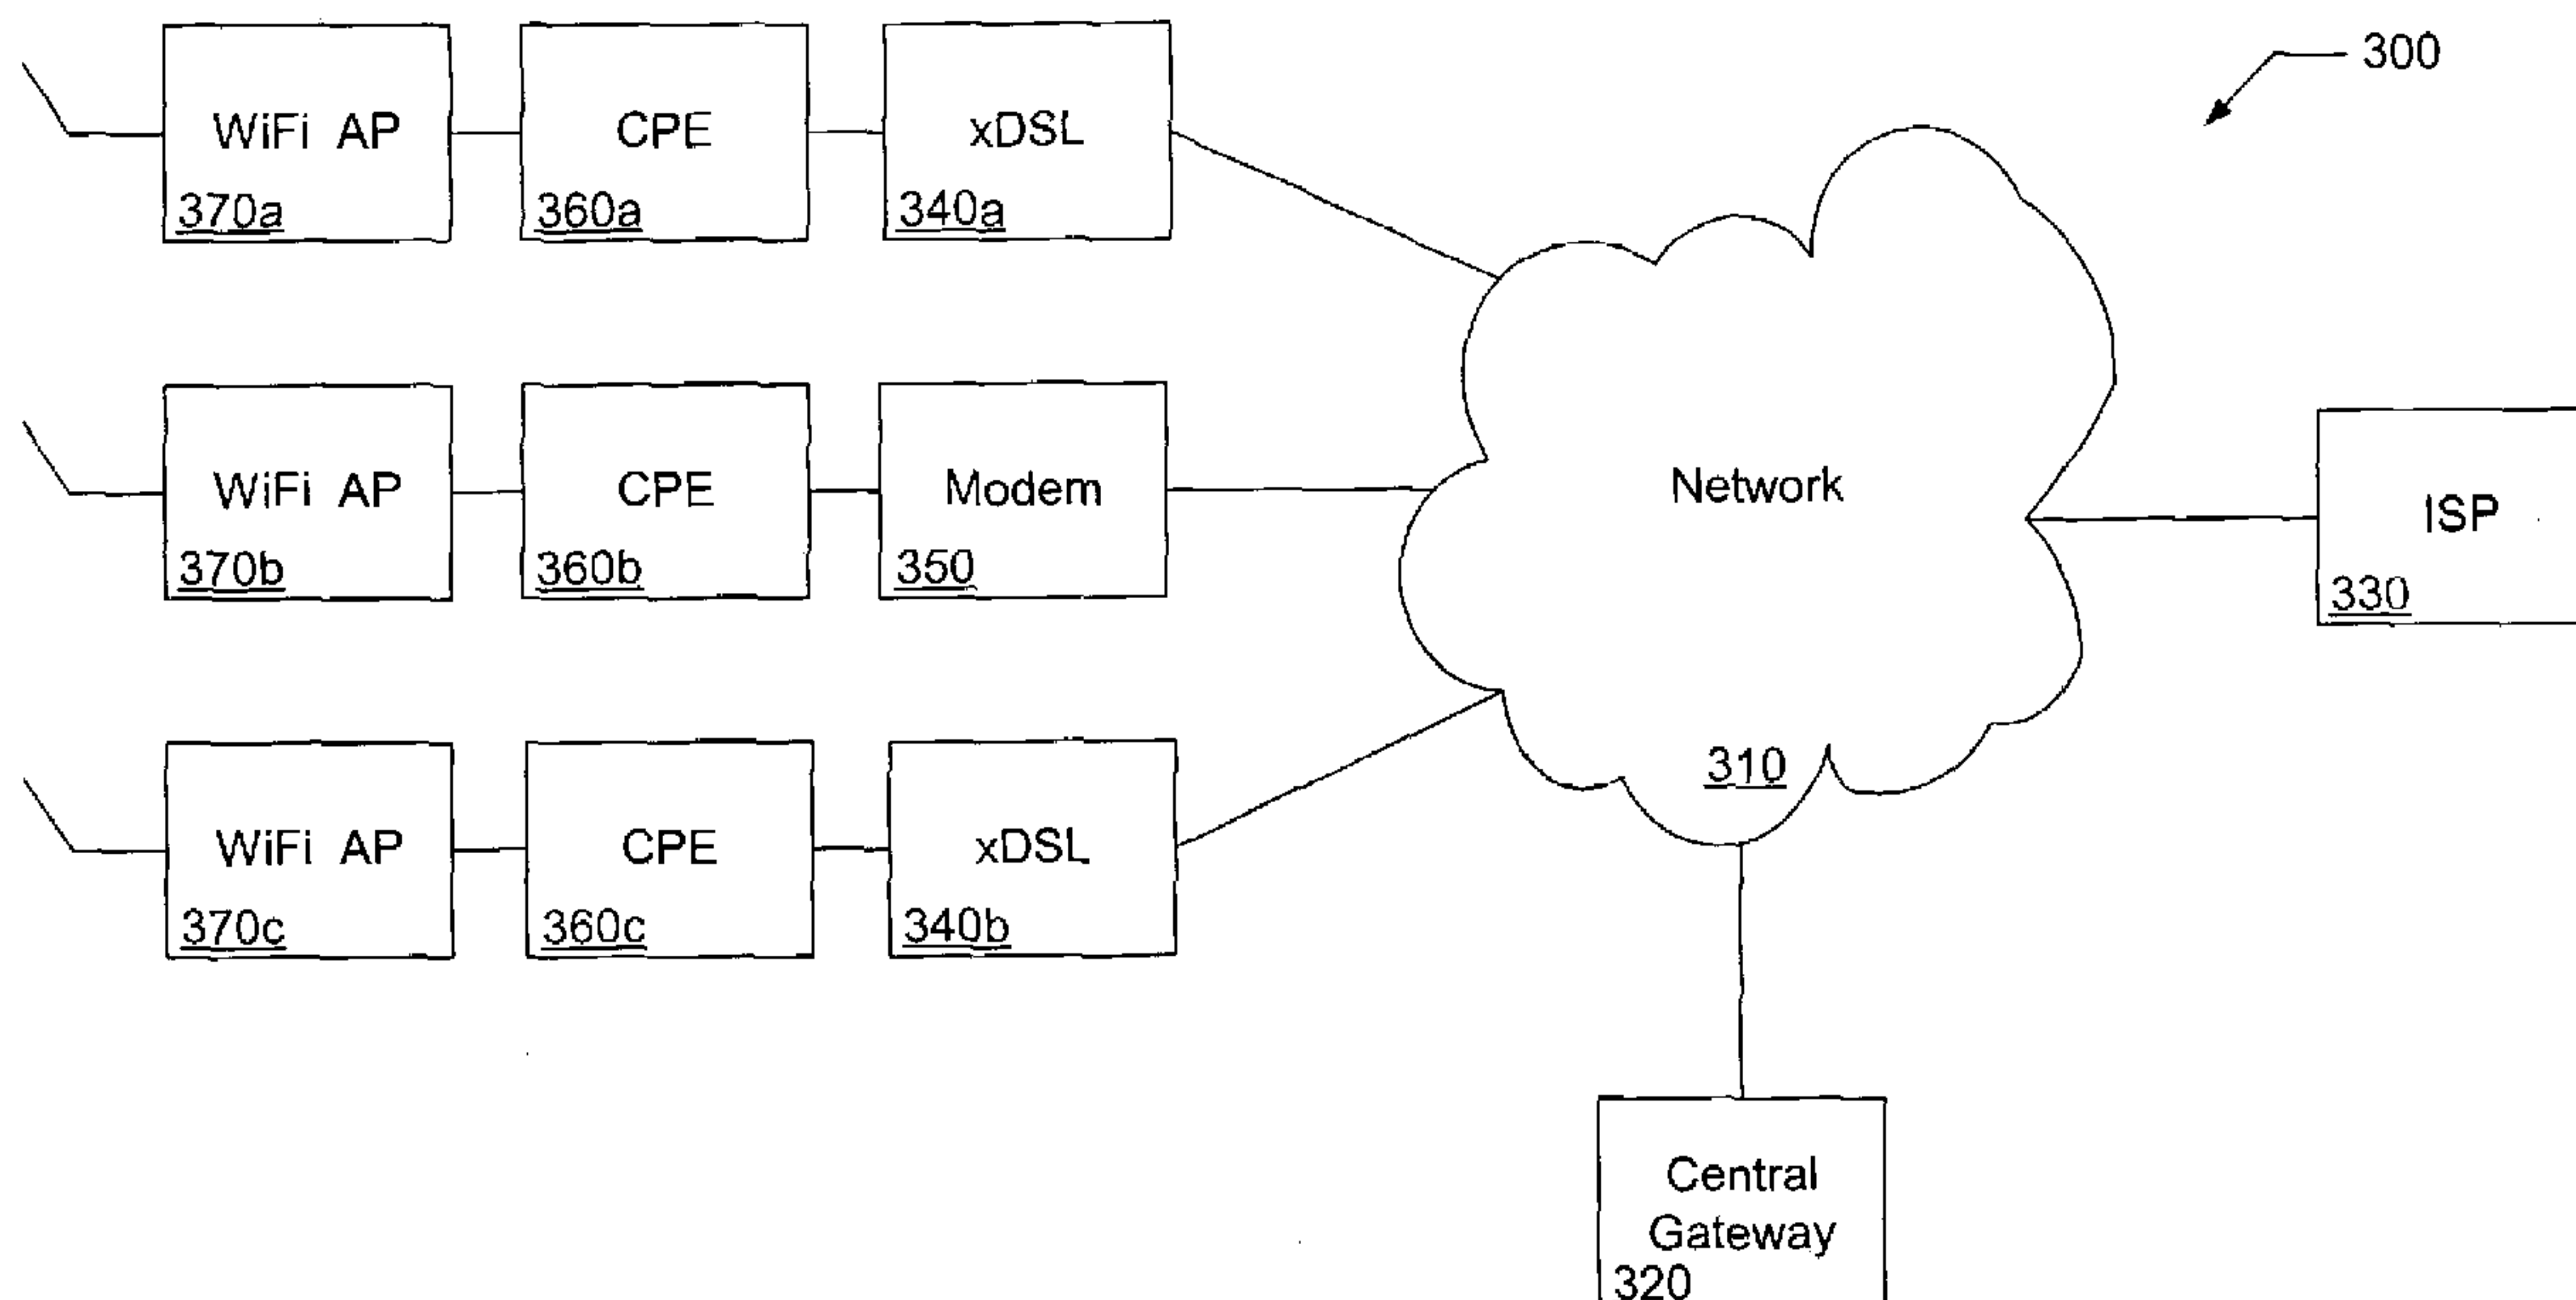 300
WiFi AP
370a
CPE
360a
xDSL
340a
WiFi AP
370b
CPE
360b
Modem
350
Network
310
ISP
330
WiFi AP
370c
CPE
360c
xDSL
340b
Central
Gateway
320